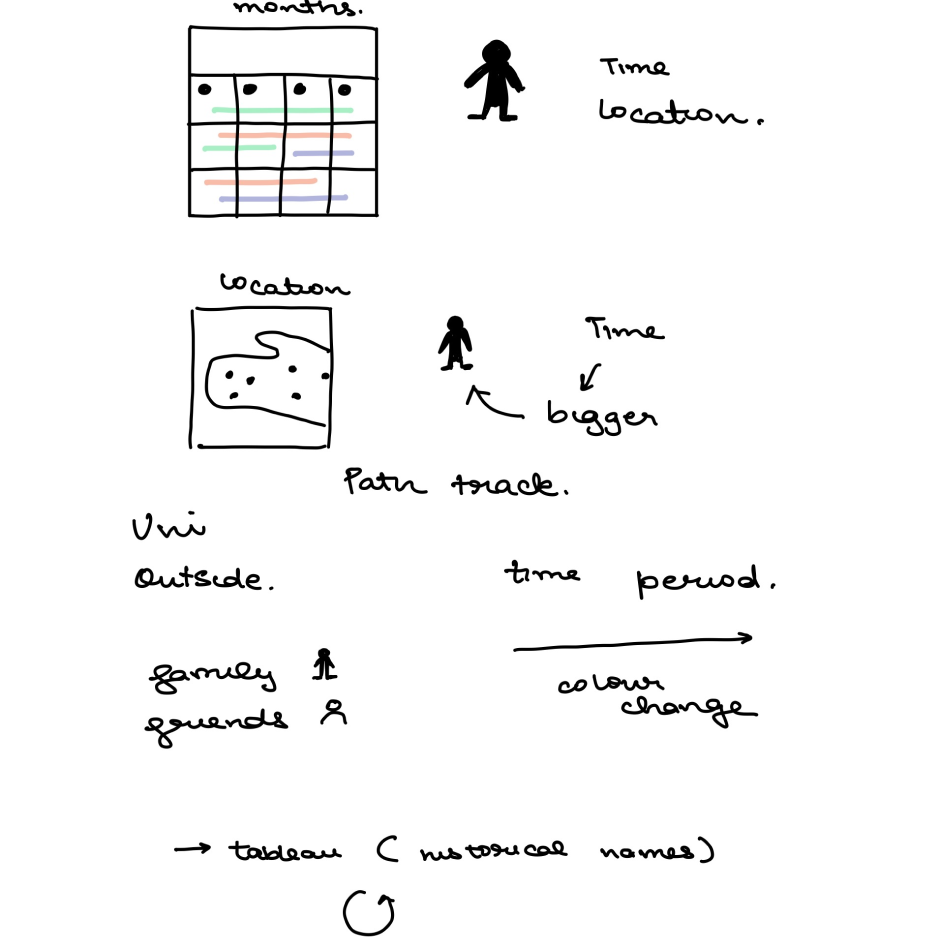 months.
Time
Location.
Location
Time
bigger
Path track.
Uni
Outside.
time period.
family
friends
colour
change
→ tableau (historical names)